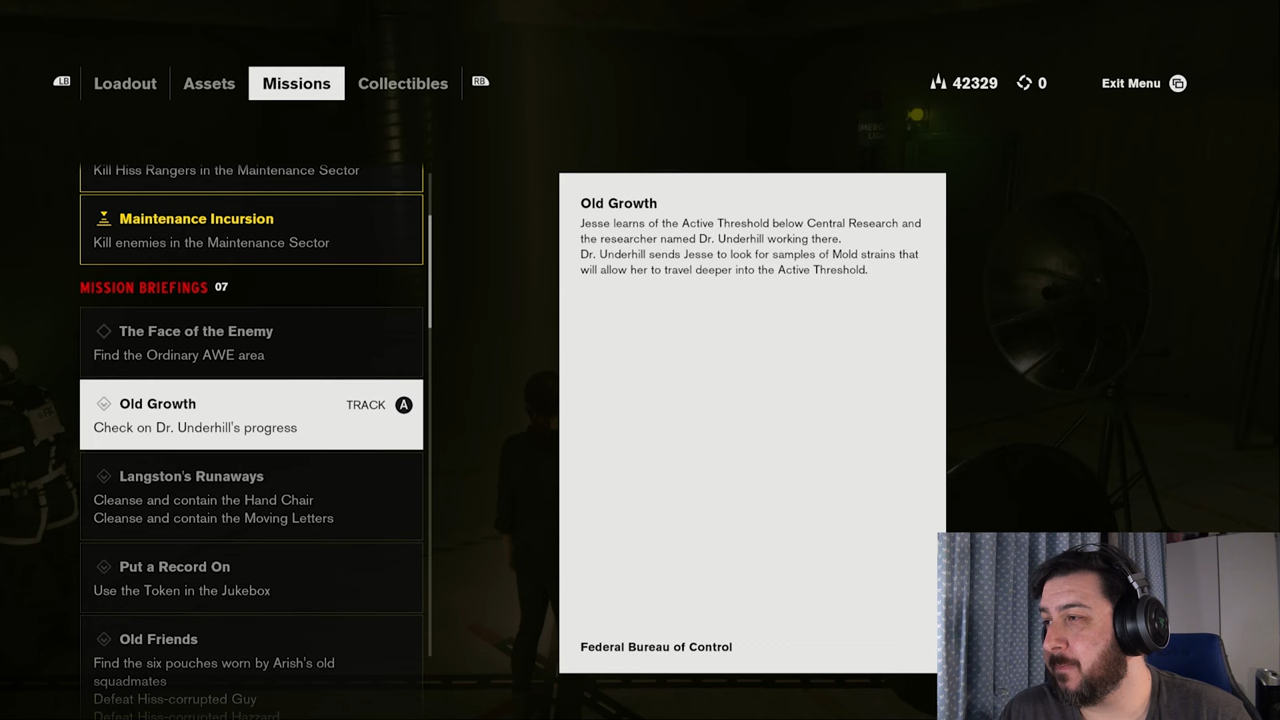 LB
Loadout
Assets
Missions
Collectibles
RB
42329
0
Exit Menu
Kill Hiss Rangers in the Maintenance Sector
Maintenance Incursion
Kill enemies in the Maintenance Sector
MISSION BRIEFINGS 07
The Face of the Enemy
Find the Ordinary AWE area
Old Growth
TRACK A
Check on Dr. Underhill's progress
Langston's Runaways
Cleanse and contain the Hand Chair
Cleanse and contain the Moving Letters
Put a Record On
Use the Token in the Jukebox
Old Friends
Find the six pouches worn by Arish's old
squadmates
Defeat Hiss-corrupted Guy
Defeat Hiss-corrupted Hazzard
Old Growth
Jesse learns of the Active Threshold below Central Research and
the researcher named Dr. Underhill working there.
Dr. Underhill sends Jesse to look for samples of Mold strains that
will allow her to travel deeper into the Active Threshold.
Federal Bureau of Control